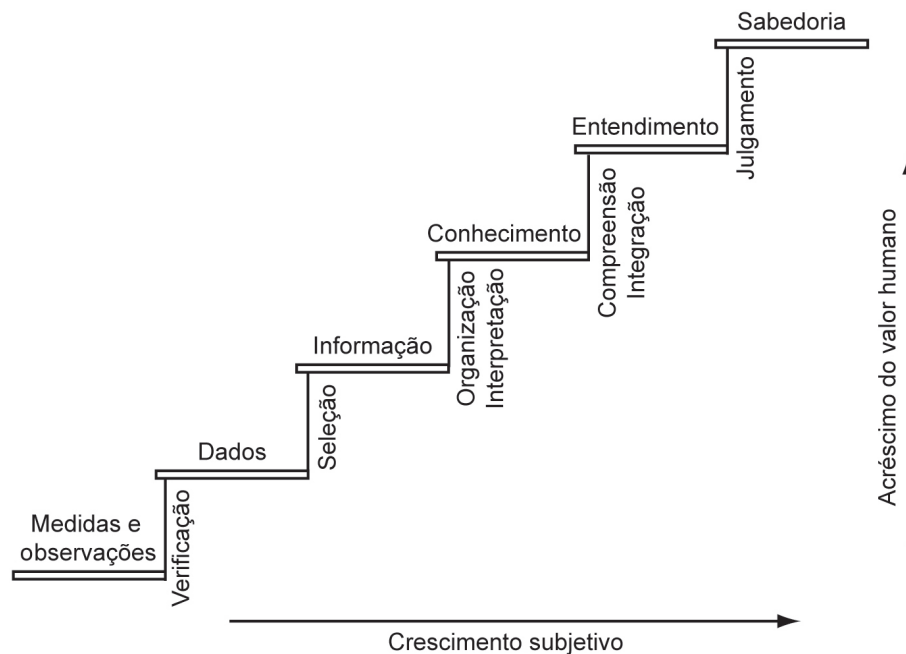 Sabedoria
Julgamento
Entendimento
Compreensão
Integração
Conhecimento
Organização
Interpretação
Informação
Seleção
Dados
Verificação
Medidas e
observações
Crescimento subjetivo
Acréscimo do valor humano